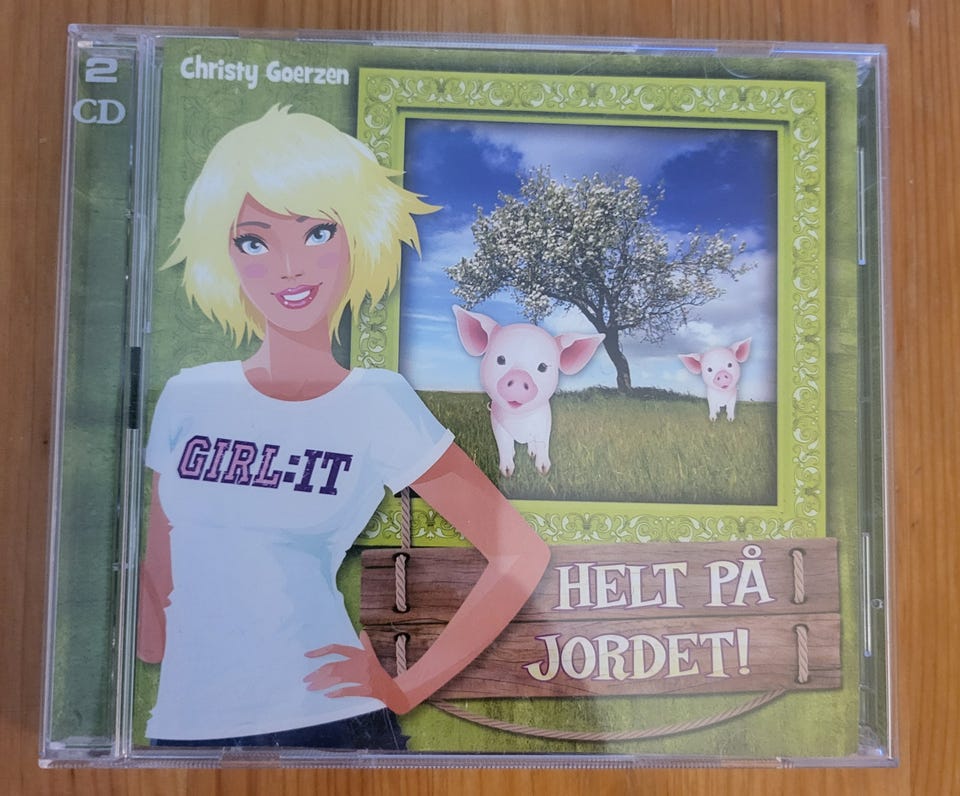 2
CD
Christy Goerzen
GIRL:IT
HELT PÅ
JORDET!